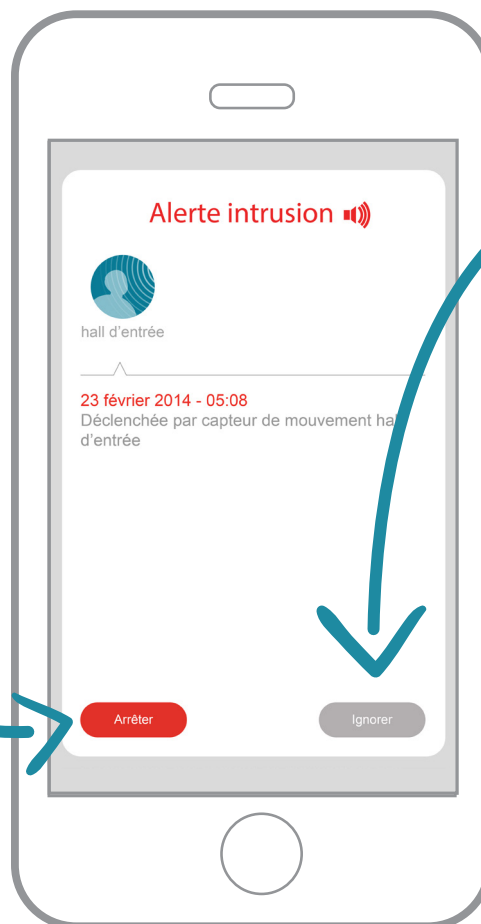 Alerte intrusion
hall d'entrée
23 février 2014 - 05:08
Déclenchée par capteur de mouvement hall
d'entrée
Arrêter
Ignorer